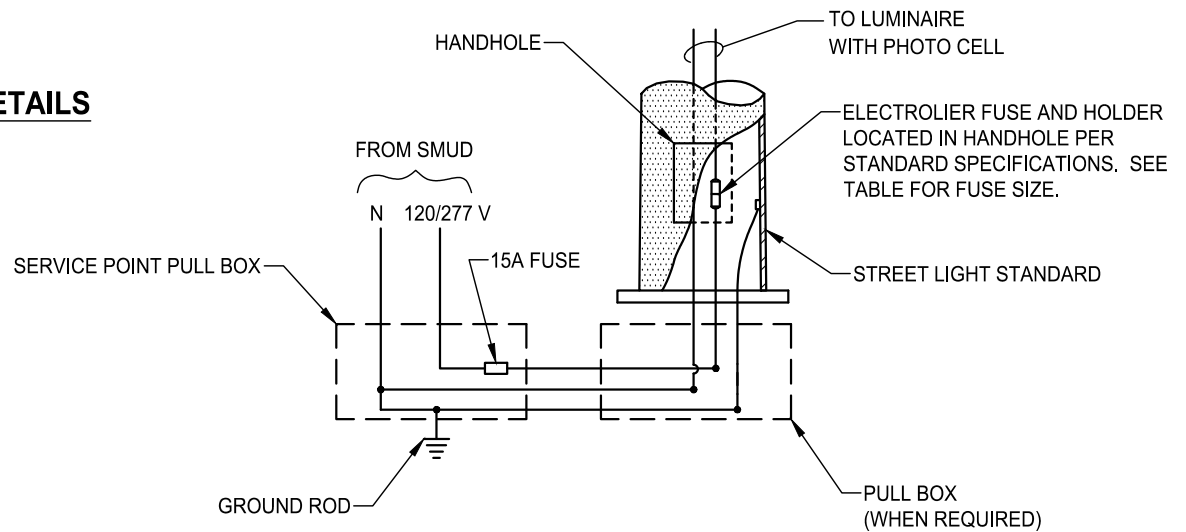 TO LUMINAIRE
WITH PHOTO CELL
HANDHOLE
ETAILS
ELECTROLIER FUSE AND HOLDER
LOCATED IN HANDHOLE PER
STANDARD SPECIFICATIONS. SEE
TABLE FOR FUSE SIZE.
FROM SMUD
N 120/277 V
SERVICE POINT PULL BOX
15A FUSE
STREET LIGHT STANDARD
GROUND ROD
PULL BOX
(WHEN REQUIRED)